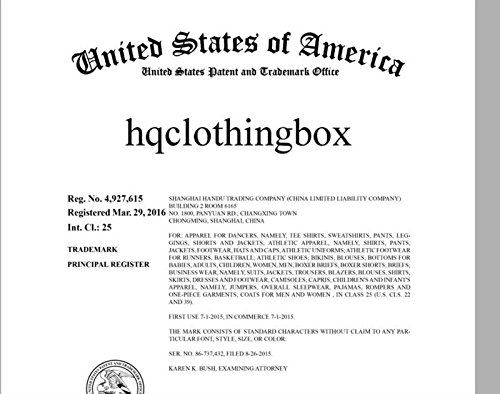 United States of America
United States Patent and Trademark Office
hqclothingbox
Reg. No. 4,927,615
Registered Mar. 29, 2016
Int. Cl.: 25
TRADEMARK
PRINCIPAL REGISTER
SHANGHAI HANDU TRADING COMPANY (CHINA LIMITED LIABILITY COMPANY)
BUILDING 2 ROOM 6165
NO. 1800, PANYUAN RD., CHANGXING TOWN
CHONGMING, SHANGHAI, CHINA
FOR: APPAREL FOR DANCERS, NAMELY, TEE SHIRTS, SWEATSHIRTS, PANTS, LEG-
GINGS, SHORTS AND JACKETS, ATHLETIC APPAREL, NAMELY, SHIRTS, PANTS,
JACKETS, FOOTWEAR, HATS AND CAPS, ATHLETIC UNIFORMS; ATHLETIC FOOTWEAR
FOR RUNNERS, BASKETBALL; ATHLETIC SHOES; BIKINIS; BLOUSES; BOTTOMS FOR
BABIES, ADULTS, CHILDREN, WOMEN, MEN; BOXER BRIEFS; BOXER SHORTS; BRIEFS;
BUSINESS WEAR, NAMELY, SUITS, JACKETS, TROUSERS, BLAZERS, BLOUSES, SHIRTS,
SKIRTS, DRESSES AND FOOTWEAR; CAMISOLES; CAPRIS; CHILDREN'S AND INFANT'S
APPAREL, NAMELY, JUMPERS, OVERALL SLEEPWEAR, PAJAMAS, ROMPERS AND
ONE-PIECE GARMENTS; COATS FOR MEN AND WOMEN , IN CLASS 25 (U.S. CLS. 22
AND 39).
FIRST USE 7-1-2015, IN COMMERCE 7-1-2015.
THE MARK CONSISTS OF STANDARD CHARACTERS WITHOUT CLAIM TO ANY PAR-
TICULAR FONT, STYLE, SIZE, OR COLOR.
SER. NO. 86-737,432, FILED 8-26-2015.
KAREN K. BUSH, EXAMINING ATTORNEY